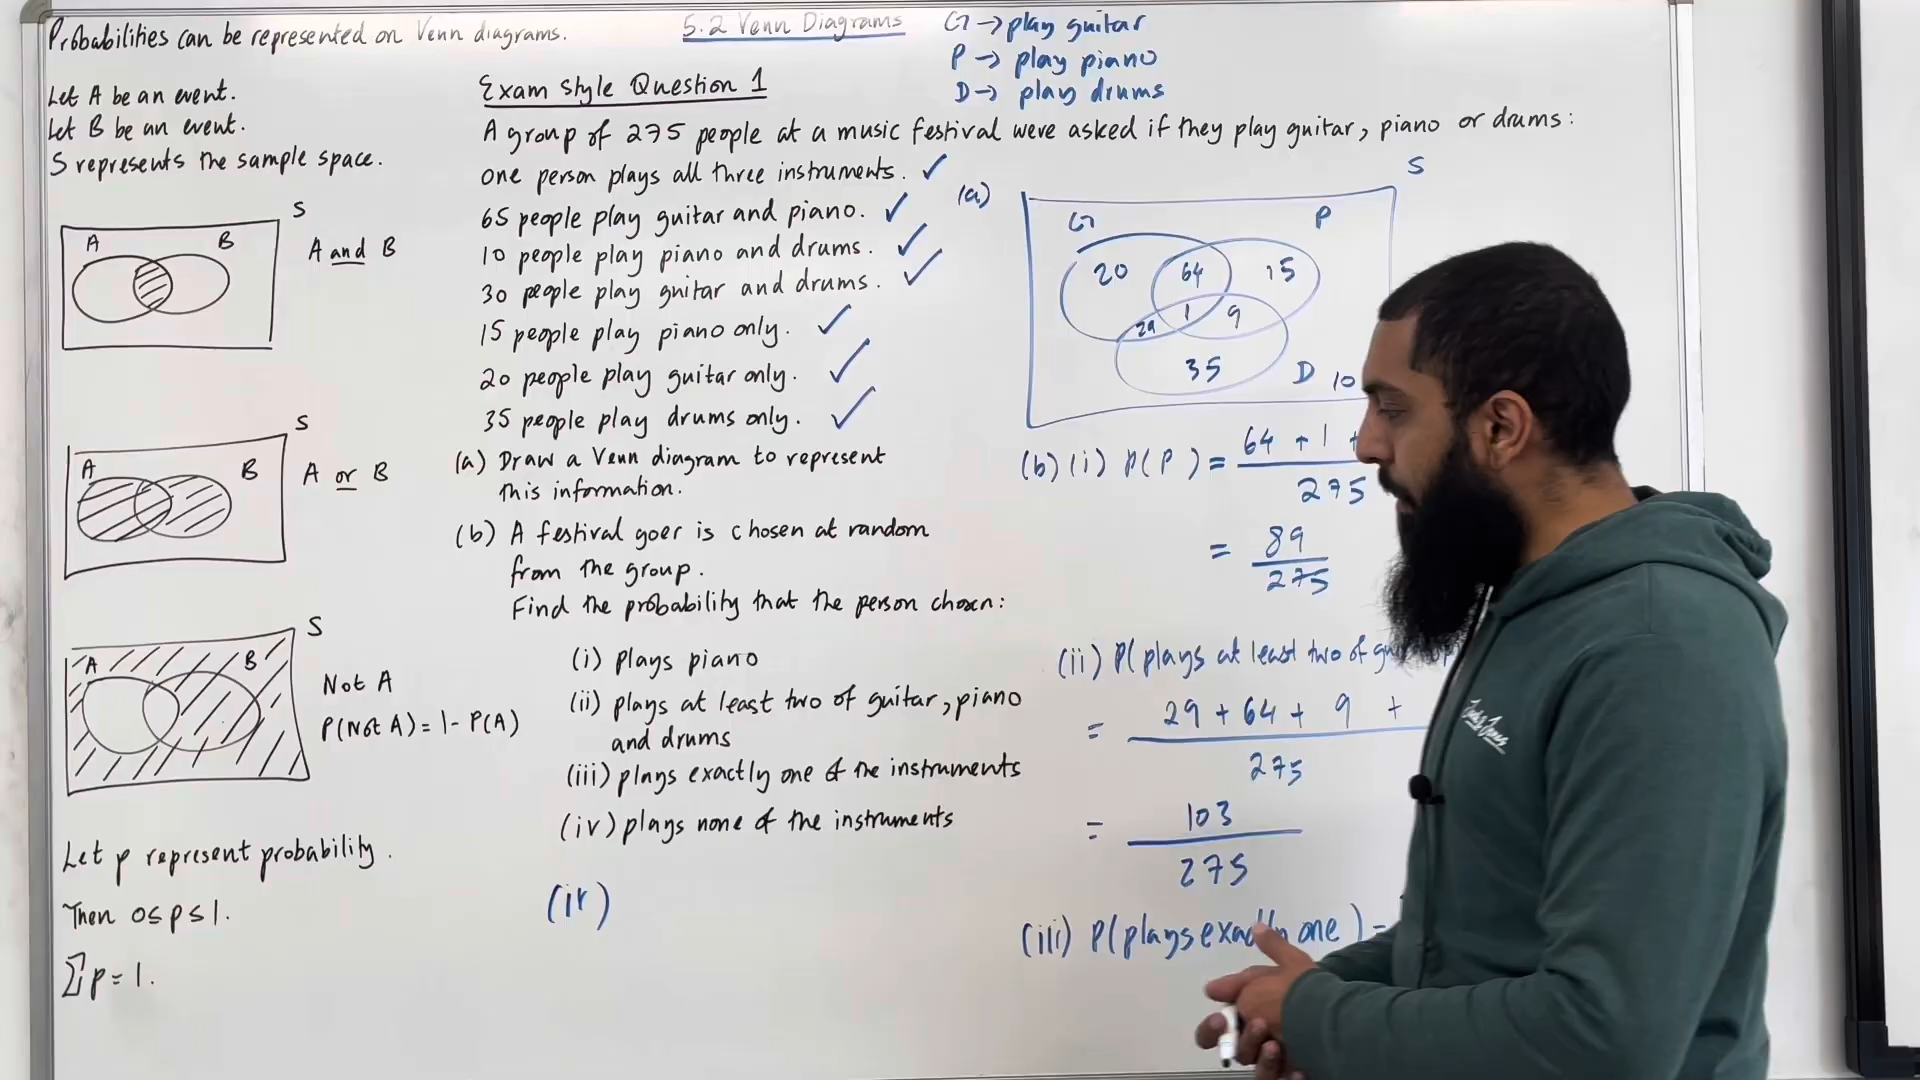 Probabilities can be represented on Venn diagrams.
5.2 Venn Diagrams
G → play guitar
P → play piano
D → play drums
Let A be an event.
Let B be an event.
S represents the sample space.
S
A B
A and B
S
A B
A or B
S
A B
Not A
P(Not A) = 1 - P(A)
Let p represent probability.
Then 0 ≤ p ≤ 1.
∑p = 1.
Exam Style Question 1
A group of 275 people at a music festival were asked if they play guitar, piano or drums:
one person plays all three instruments. ✓
65 people play guitar and piano. ✓
10 people play piano and drums. ✓
30 people play guitar and drums. ✓
15 people play piano only. ✓
20 people play guitar only. ✓
35 people play drums only. ✓
(a) Draw a Venn diagram to represent
this information.
(b) A festival goer is chosen at random
from the group.
Find the probability that the person chosen:
(i) plays piano
(ii) plays at least two of guitar, piano
and drums
(iii) plays exactly one of the instruments
(iv) plays none of the instruments
(iv)
(a)
S
G P
20 64 15
29 1 9
35 D 10
(b) (i) P(P) = 64 + 1 +
275
= 89
275
(ii) P(plays at least two of
= 29 + 64 + 9 +
275
= 103
275
(iii) P(plays exactly one) =